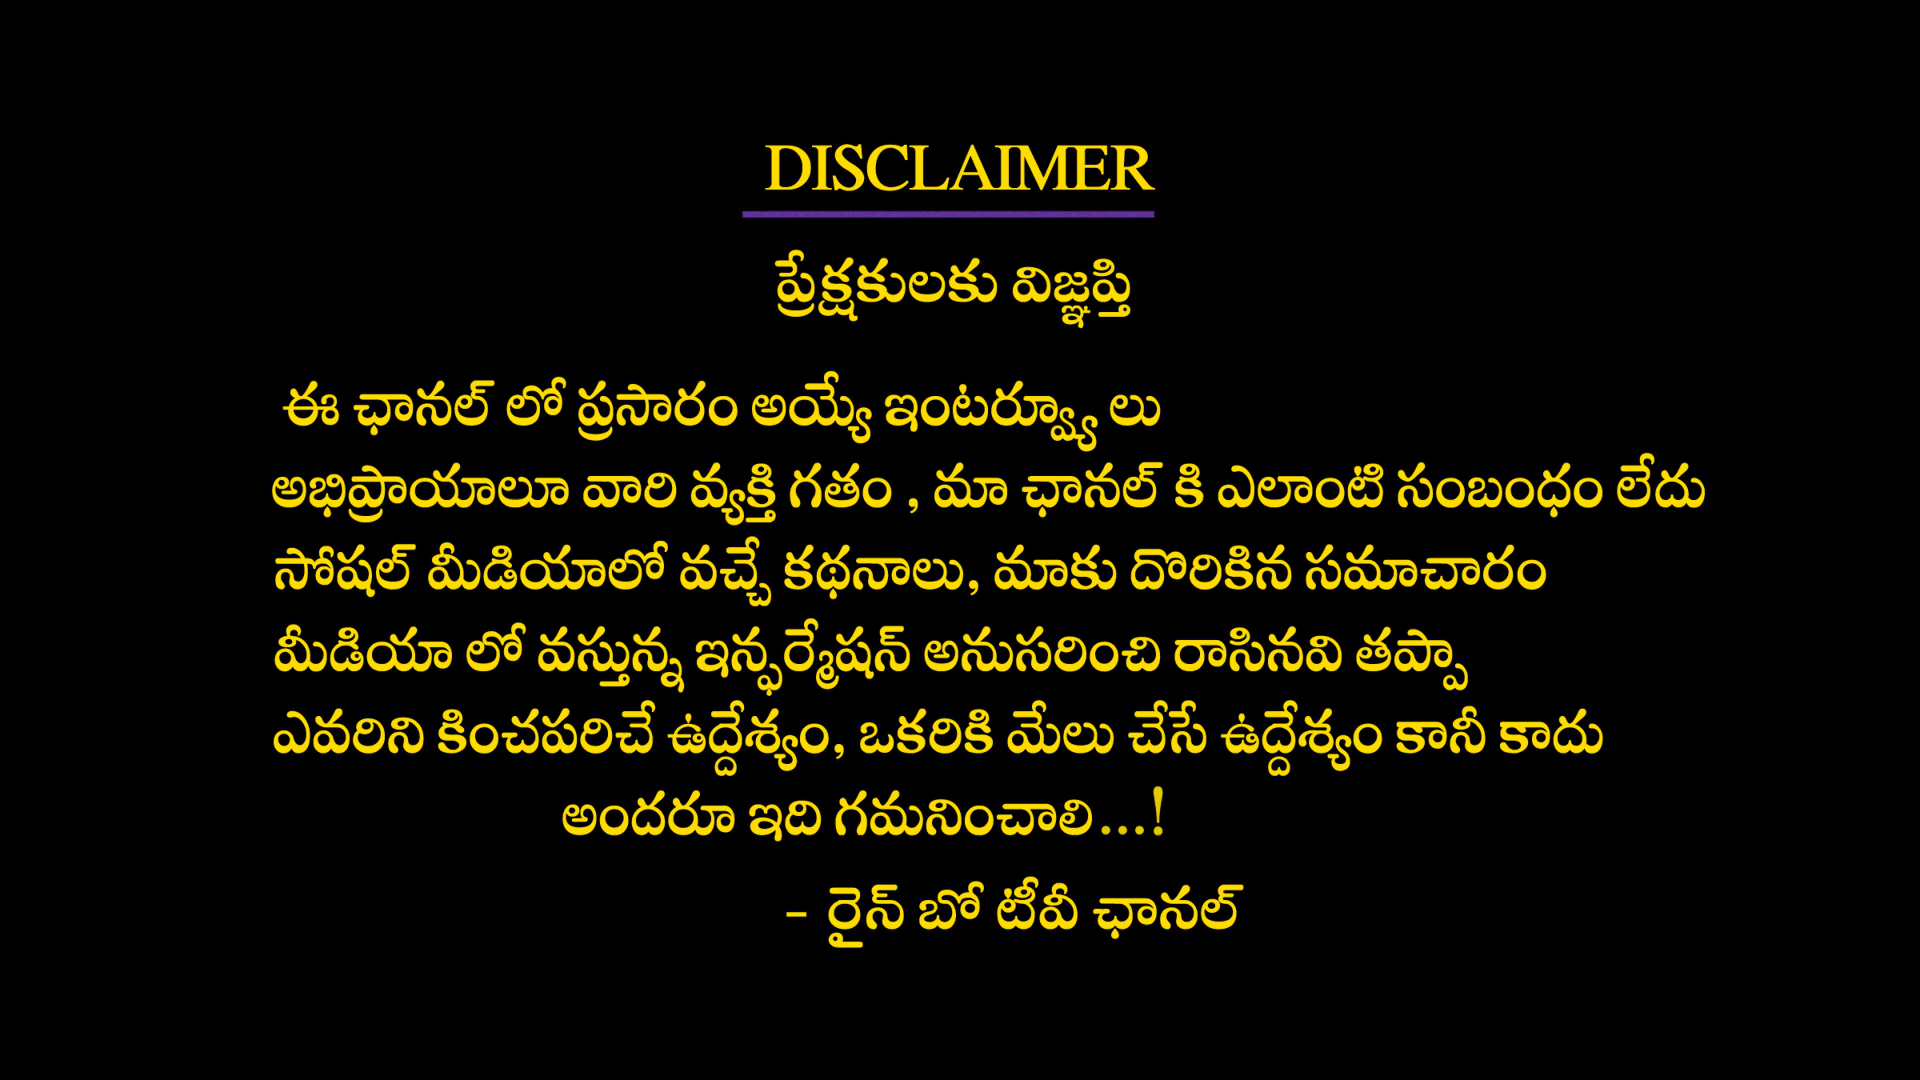 DISCLAIMER
ప్రేక్షకులకు విజ్ఞప్తి
ఈ ఛానల్ లో ప్రసారం అయ్యే ఇంటర్వ్యూ లు
అభిప్రాయాలూ వారి వ్యక్తి గతం , మా ఛానల్ కి ఎలాంటి సంబంధం లేదు
సోషల్ మీడియాలో వచ్చే కథనాలు, మాకు దొరికిన సమాచారం
మీడియా లో వస్తున్న ఇన్ఫర్మేషన్ అనుసరించి రాసినవి తప్పా
ఎవరిని కించపరిచే ఉద్దేశ్యం, ఒకరికి మేలు చేసే ఉద్దేశ్యం కానీ కాదు
అందరూ ఇది గమనించాలి...!
- రైన్ బో టీవీ ఛానల్